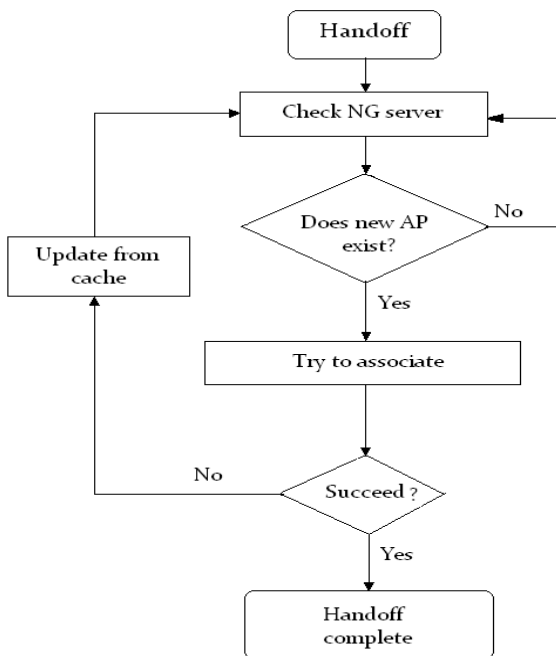 Handoff
Check NG server
Does new AP
exist?
No
Update from
cache
Yes
Try to associate
No
Succeed ?
Yes
Handoff
complete